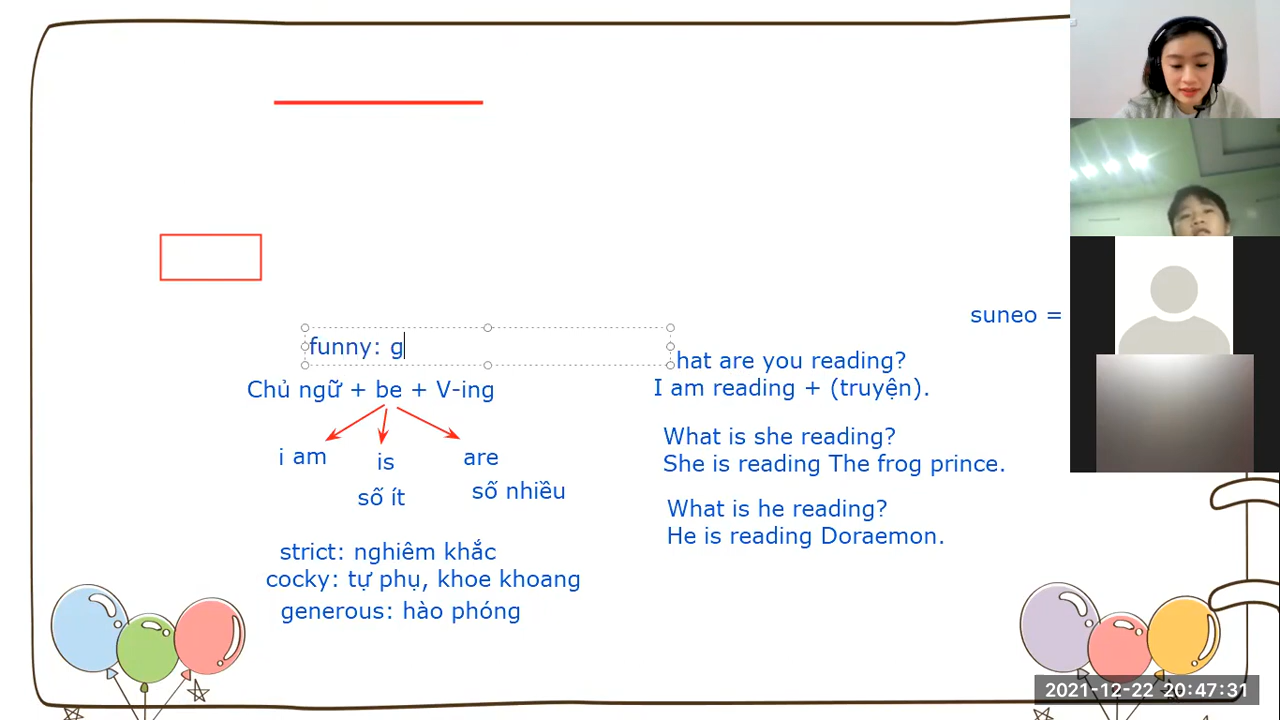 suneo =
funny: g
hat are you reading?
I am reading + (truyện).
Chủ ngữ + be + V-ing
i am
is
are
số ít
số nhiều
What is she reading?
She is reading The frog prince.
What is he reading?
He is reading Doraemon.
strict: nghiêm khắc
cocky: tự phụ, khoe khoang
generous: hào phóng
2021-12-22 20:47:31